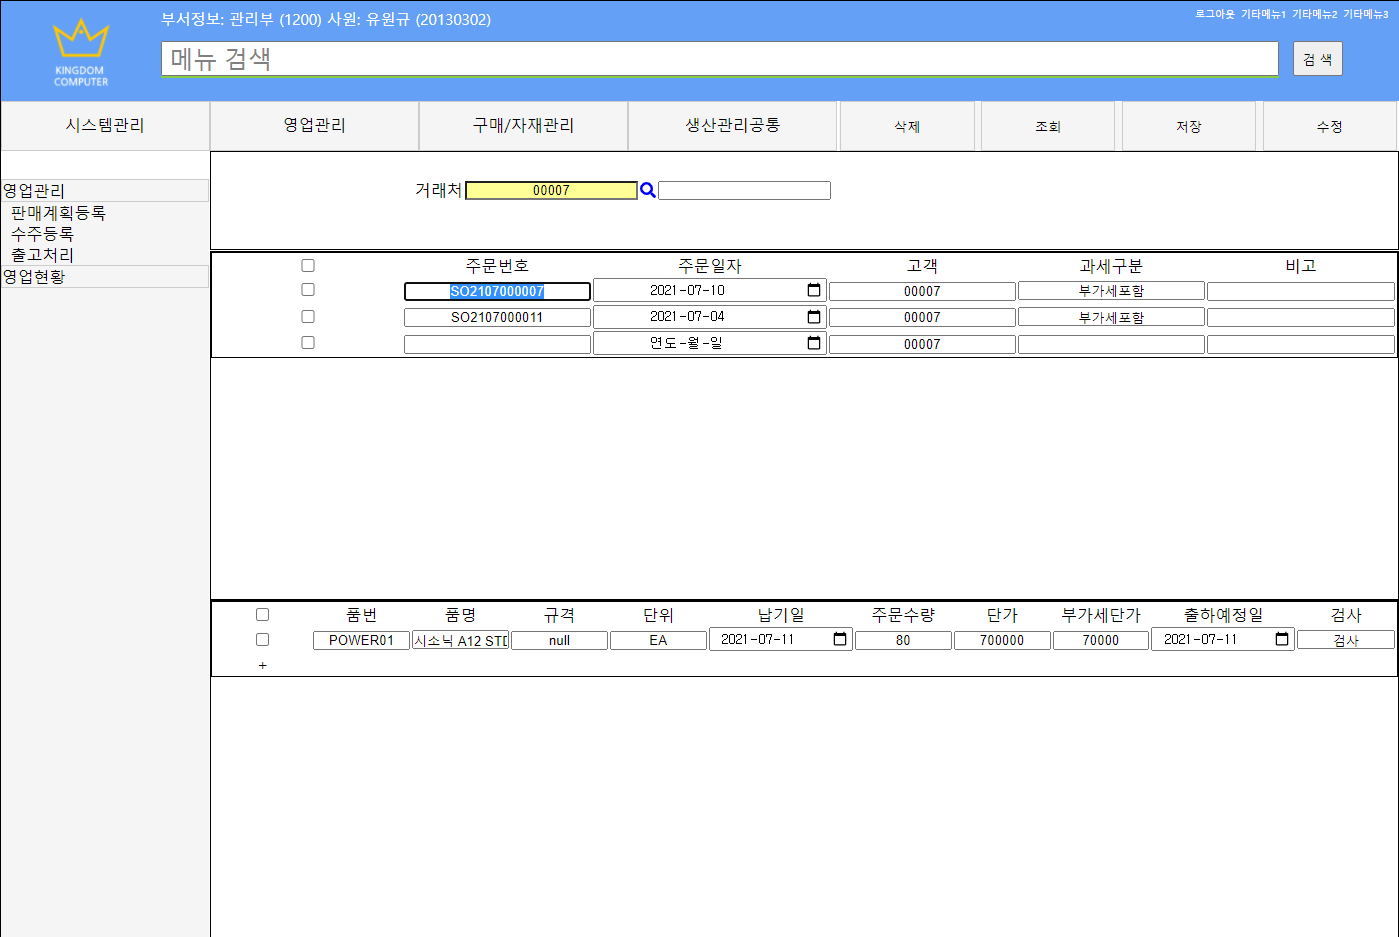 부서정보: 관리부 (1200) 사원: 유원규 (20130302)
로그아웃 기타메뉴1 기타메뉴2 기타메뉴3
KINGDOM
COMPUTER
메뉴 검색
검 색
시스템관리 영업관리 구매/자재관리 생산관리공통 삭제 조회 저장 수정
영업관리
판매계획등록
수주등록
출고처리
영업현황
거래처 00007
주문번호 주문일자 고객 과세구분 비고
SO2107000007 2021-07-10 00007 부가세포함
SO2107000011 2021-07-04 00007 부가세포함
연도-월-일 00007
품번 품명 규격 단위 납기일 주문수량 단가 부가세단가 출하예정일 검사
POWER01 시소닉 A12 STD null EA 2021-07-11 80 700000 70000 2021-07-11 검사
+